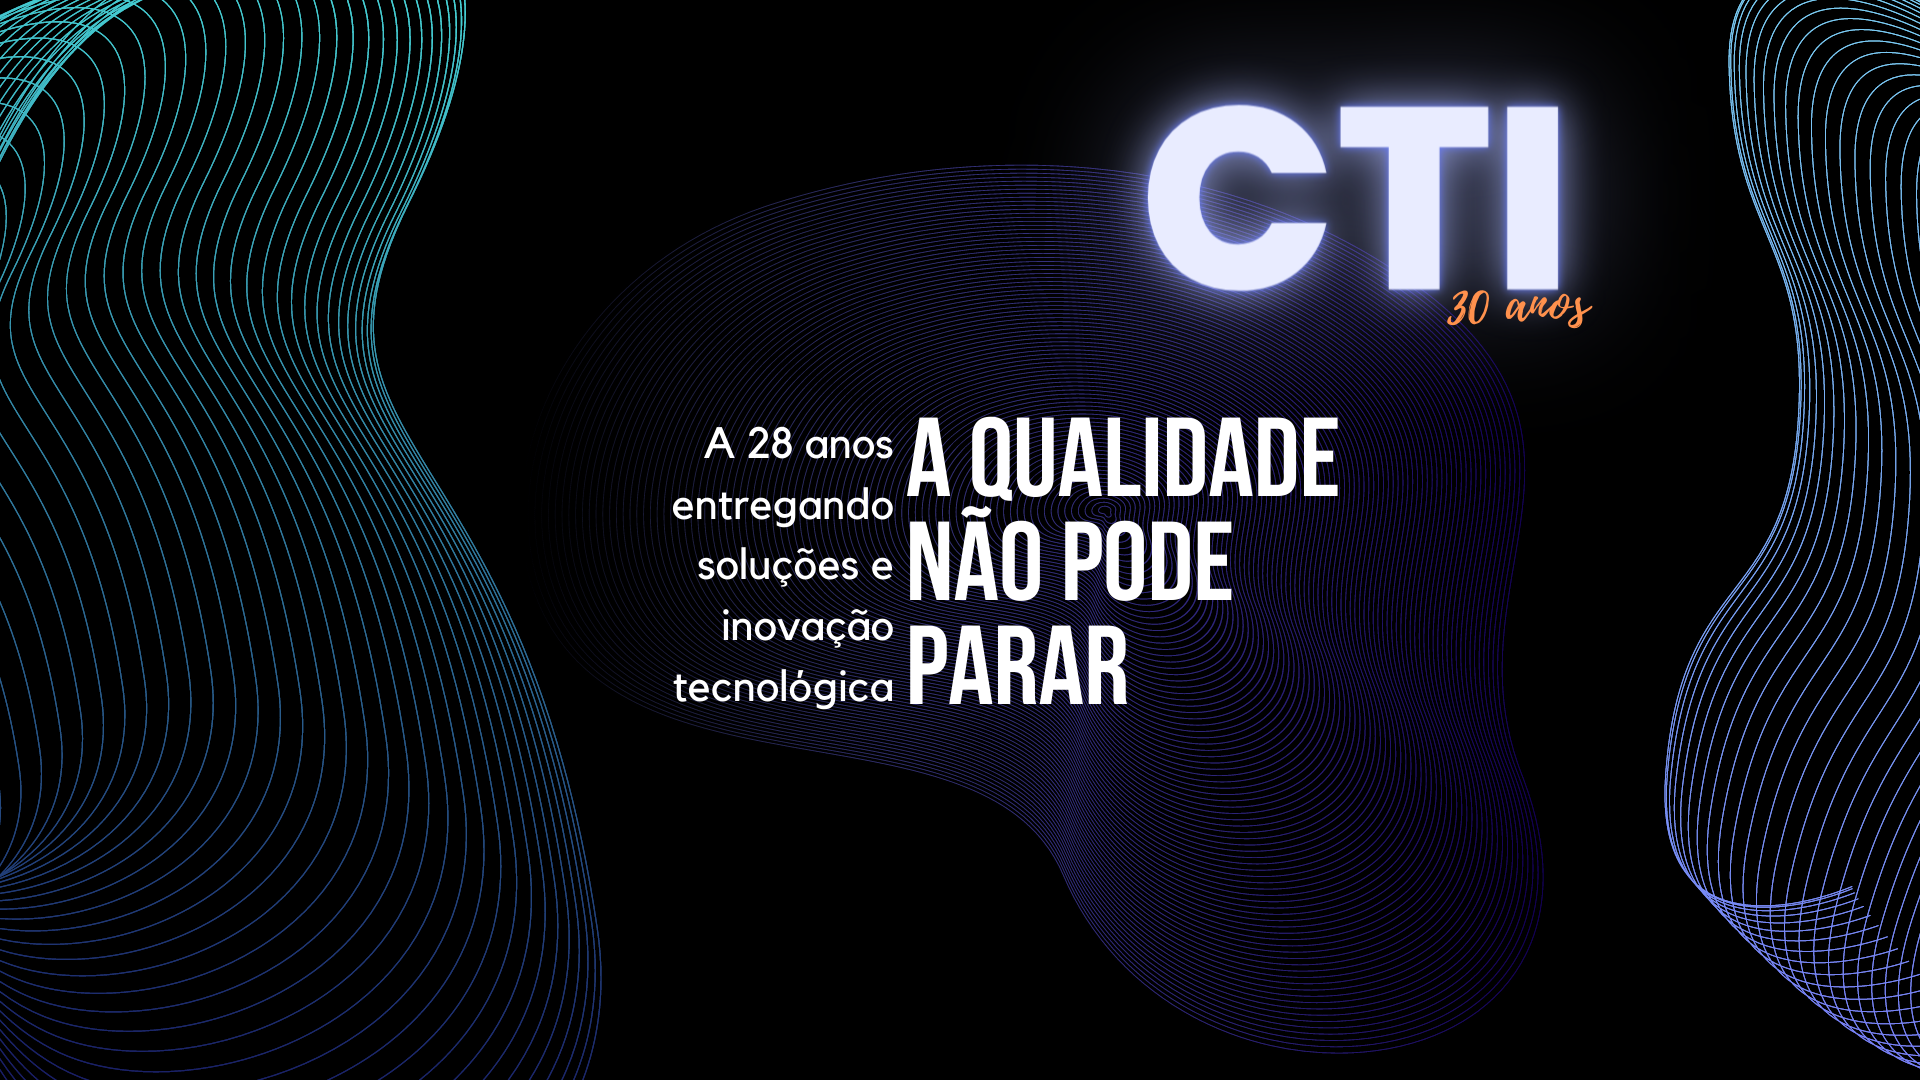 CTI
30 anos
A 28 anos
entregando
soluções e
inovação
tecnológica
A QUALIDADE
NÃO PODE
PARAR